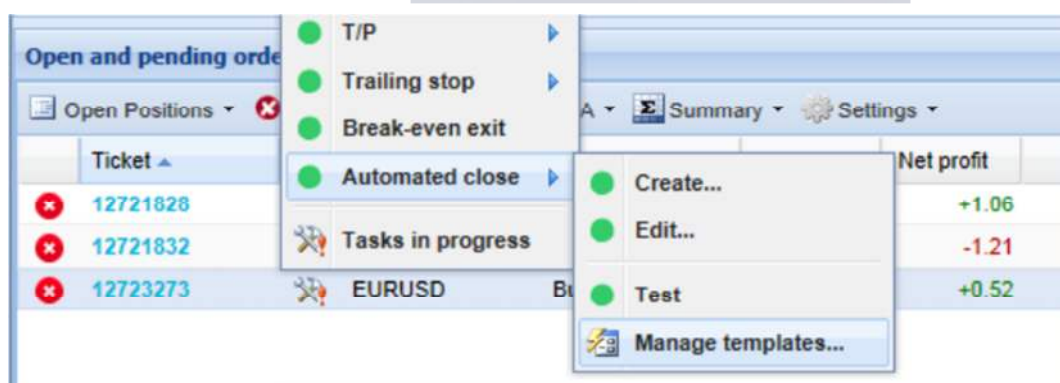 T/P
Open and pending orde
Trailing stop
Open Positions A Summary Settings
Break-even exit
Ticket Net profit
Automated close
Create...
12721828 +1.06
Edit...
Tasks in progress
12721832 -1.21
12723273 EURUSD Bu +0.52
Test
Manage templates...